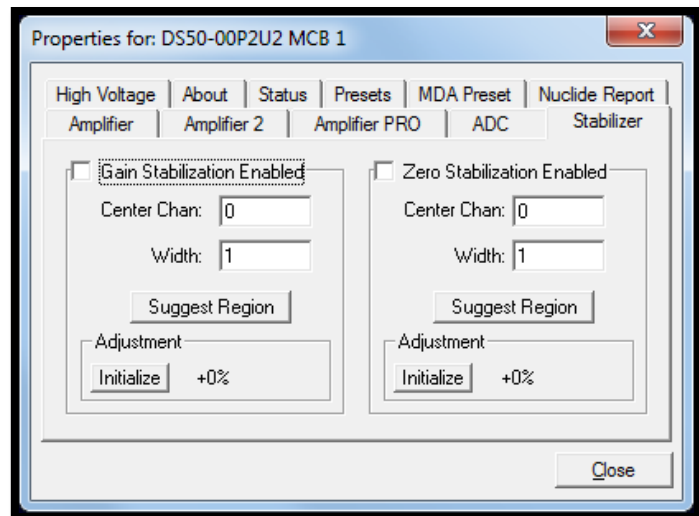 Properties for: DS50-00P2U2 MCB 1
High Voltage About Status Presets MDA Preset Nuclide Report
Amplifier Amplifier 2 Amplifier PRO ADC Stabilizer
Gain Stabilization Enabled Zero Stabilization Enabled
Center Chan: 0 Center Chan: 0
Width: 1 Width: 1
Suggest Region Suggest Region
Adjustment Adjustment
Initialize +0% Initialize +0%
Close